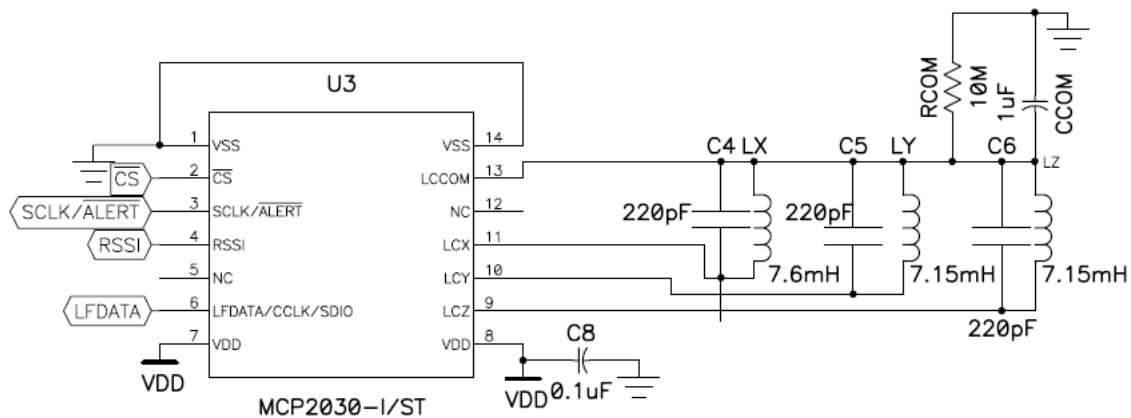 U3
1 VSS VSS 14
CS 2 CS LCCOM 13
SCLK/ALERT 3 SCLK/ALERT NC 12
RSSI 4 RSSI LCX 11
5 NC LCY 10
LFDATA 6 LFDATA/CCLK/SDIO LCZ 9
7 VDD VDD 8
VDD
MCP2030-I/ST
VDD
C8
0.1uF
RCOM
10M
1uF
CCOM
C4 LX
220pF
7.6mH
C5 LY
220pF
7.15mH
C6 LZ
220pF
7.15mH